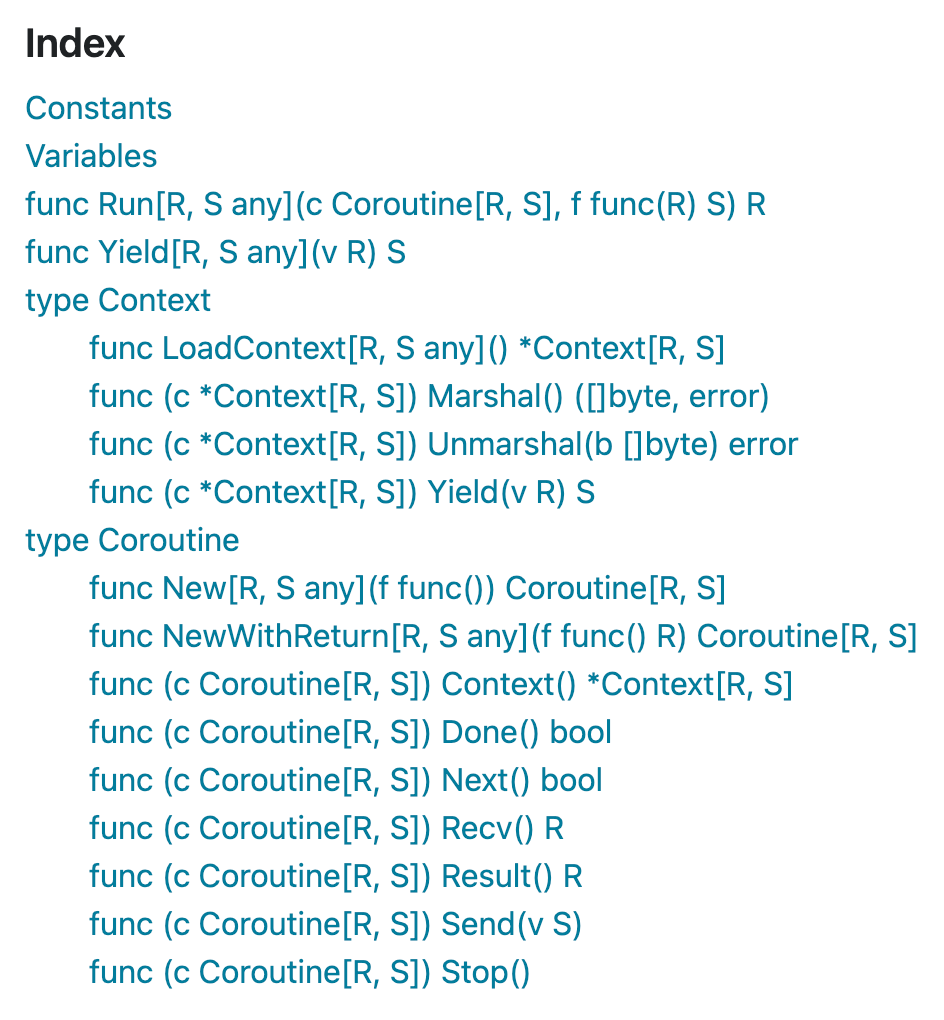 Index
Constants
Variables
func Run[R, S any](c Coroutine[R, S], f func(R) S) R
func Yield[R, S any](v R) S
type Context
func LoadContext[R, S any]() *Context[R, S]
func (c *Context[R, S]) Marshal() ([]byte, error)
func (c *Context[R, S]) Unmarshal(b []byte) error
func (c *Context[R, S]) Yield(v R) S
type Coroutine
func New[R, S any](f func()) Coroutine[R, S]
func NewWithReturn[R, S any](f func() R) Coroutine[R, S]
func (c Coroutine[R, S]) Context() *Context[R, S]
func (c Coroutine[R, S]) Done() bool
func (c Coroutine[R, S]) Next() bool
func (c Coroutine[R, S]) Recv() R
func (c Coroutine[R, S]) Result() R
func (c Coroutine[R, S]) Send(v S)
func (c Coroutine[R, S]) Stop()